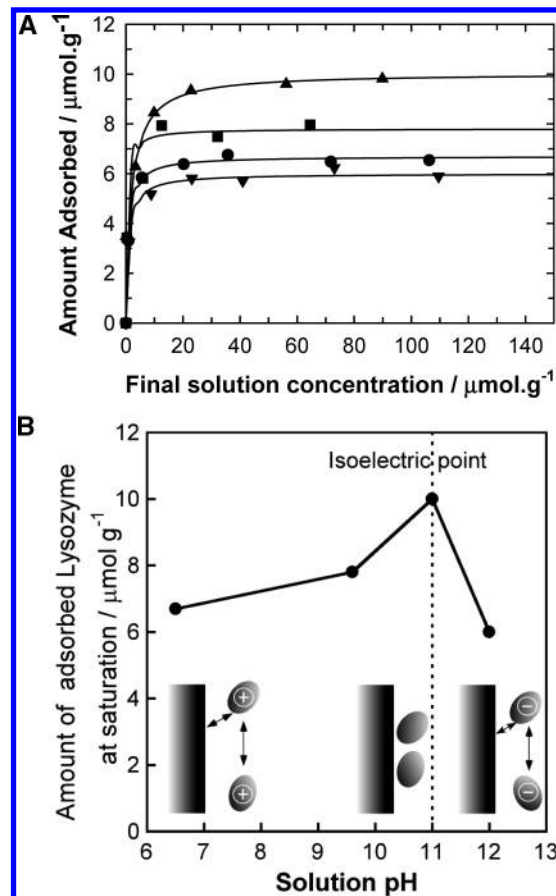 A
Amount Adsorbed / μmol.g-1
12
10
8
6
4
2
0
0 20 40 60 80 100 120 140
Final solution concentration / μmol.g-1
B
Amount of adsorbed Lysozyme
at saturation / μmol g-1
12
10
8
6
4
2
0
Isoelectric point
+
+
−
−
6 7 8 9 10 11 12 13
Solution pH